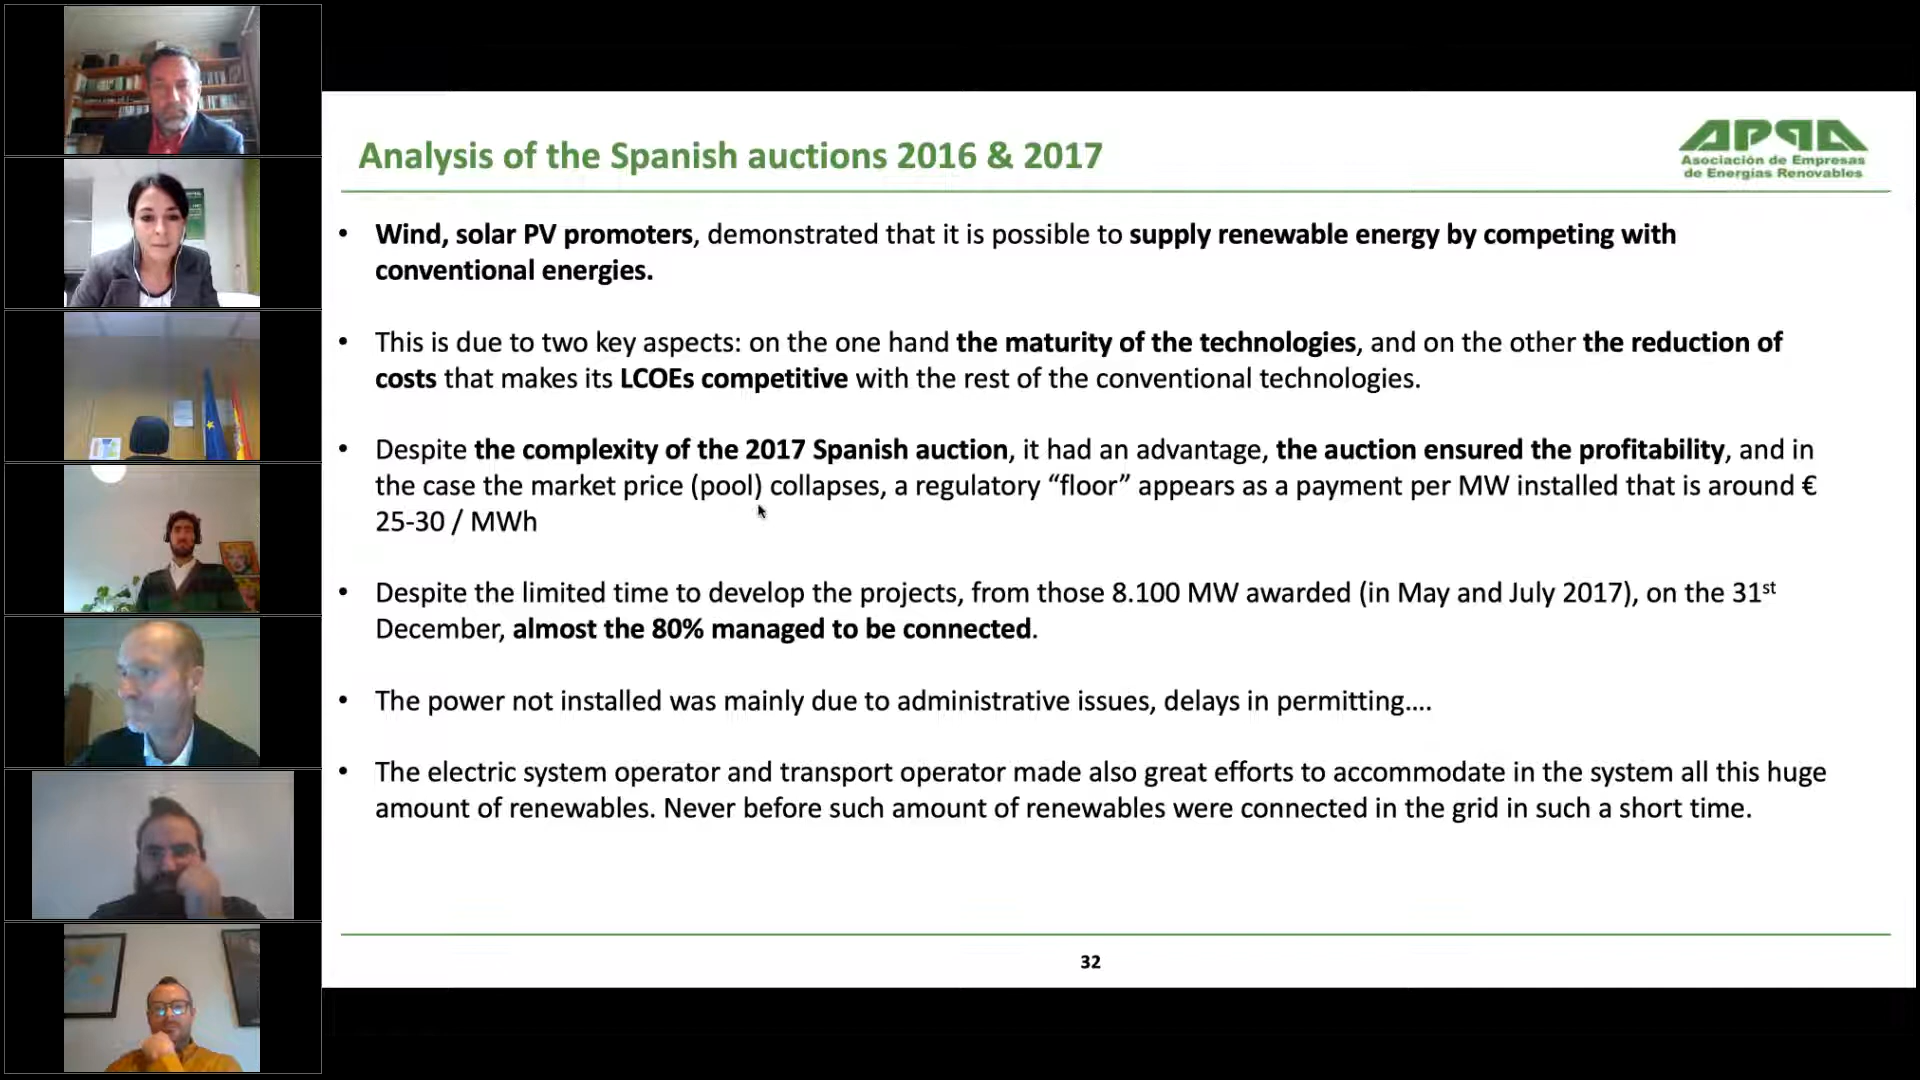 Analysis of the Spanish auctions 2016 & 2017
APPA
Asociación de Empresas
de Energías Renovables
• Wind, solar PV promoters, demonstrated that it is possible to supply renewable energy by competing with
conventional energies.
• This is due to two key aspects: on the one hand the maturity of the technologies, and on the other the reduction of
costs that makes its LCOEs competitive with the rest of the conventional technologies.
• Despite the complexity of the 2017 Spanish auction, it had an advantage, the auction ensured the profitability, and in
the case the market price (pool) collapses, a regulatory “floor” appears as a payment per MW installed that is around €
25-30 / MWh
• Despite the limited time to develop the projects, from those 8.100 MW awarded (in May and July 2017), on the 31st
December, almost the 80% managed to be connected.
• The power not installed was mainly due to administrative issues, delays in permitting....
• The electric system operator and transport operator made also great efforts to accommodate in the system all this huge
amount of renewables. Never before such amount of renewables were connected in the grid in such a short time.
32